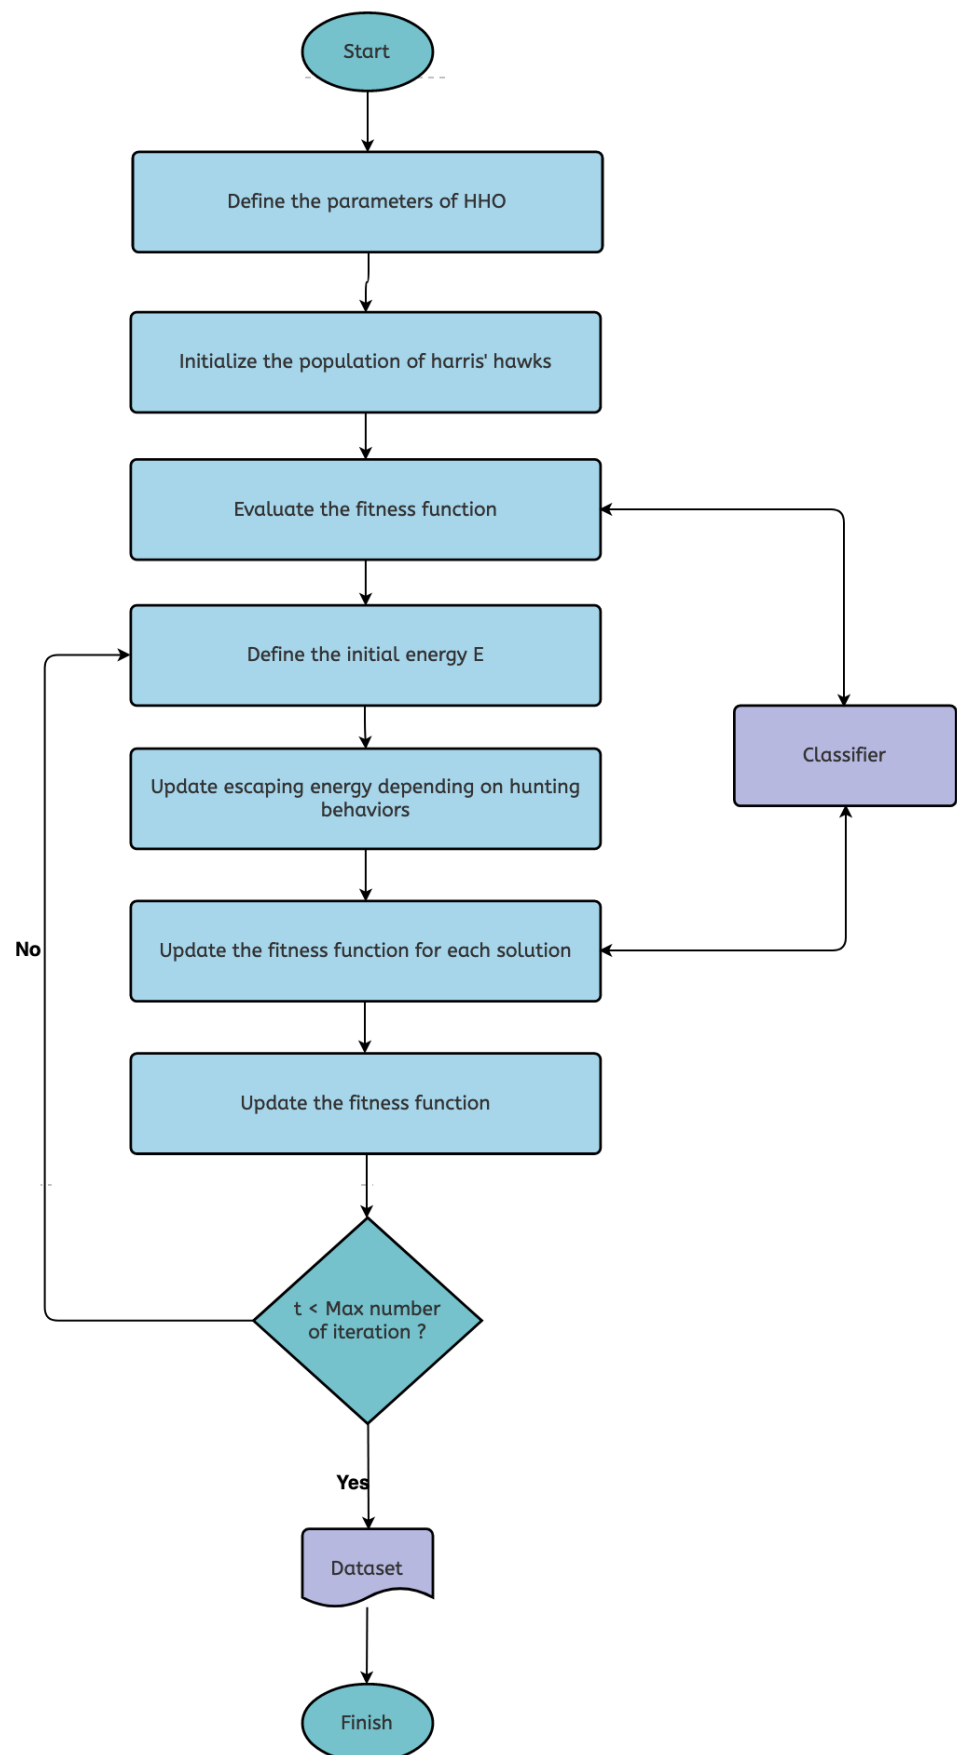 Start
Define the parameters of HHO
Initialize the population of harris' hawks
Evaluate the fitness function
Define the initial energy E
Classifier
Update escaping energy depending on hunting
behaviors
No
Update the fitness function for each solution
Update the fitness function
t < Max number
of iteration ?
Yes
Dataset
Finish